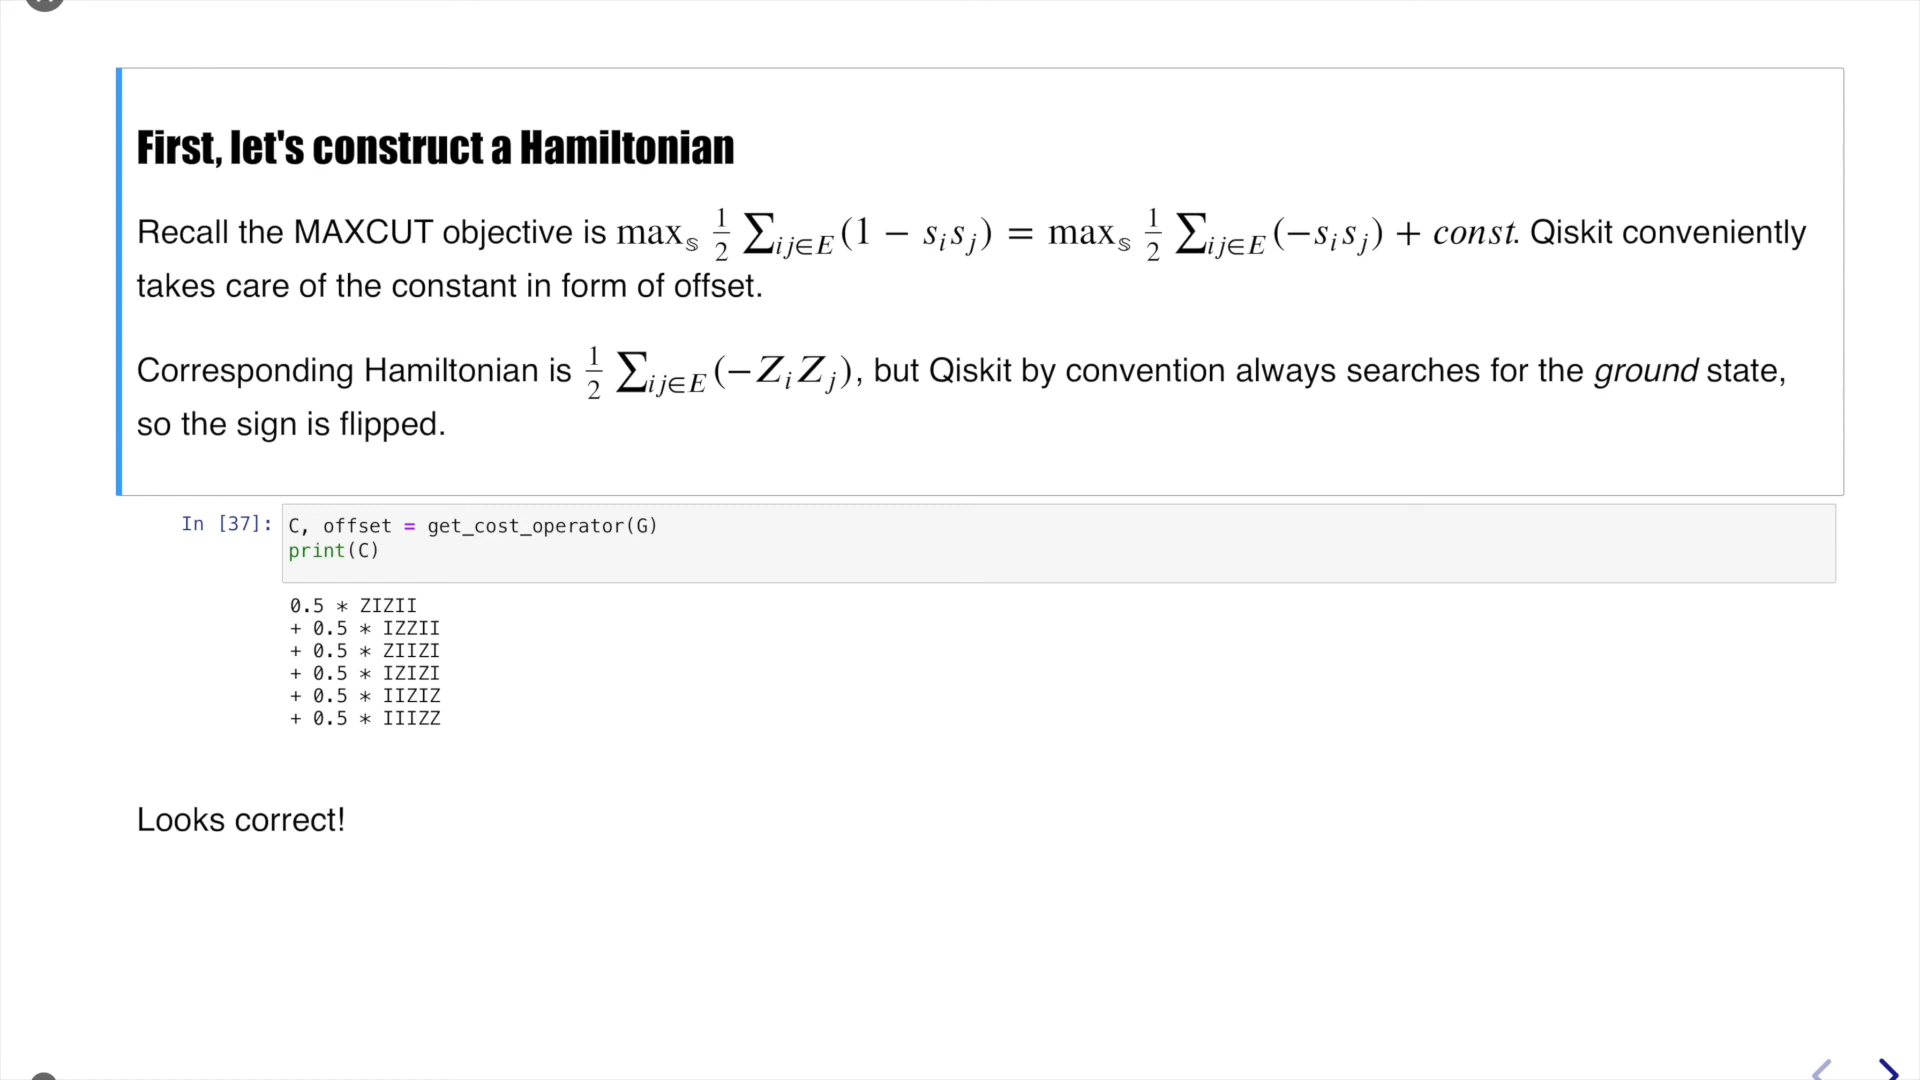 First, let's construct a Hamiltonian
Recall the MAXCUT objective is max_𝕤 1/2 ∑_{ij∈E}(1 − s_i s_j) = max_𝕤 1/2 ∑_{ij∈E}(−s_i s_j) + const. Qiskit conveniently
takes care of the constant in form of offset.
Corresponding Hamiltonian is 1/2 ∑_{ij∈E}(−Z_i Z_j), but Qiskit by convention always searches for the ground state,
so the sign is flipped.
In [37]: C, offset = get_cost_operator(G)
print(C)
0.5 * ZIZII
+ 0.5 * IZZII
+ 0.5 * ZIIZI
+ 0.5 * IZIZI
+ 0.5 * IIZIZ
+ 0.5 * IIIZZ
Looks correct!